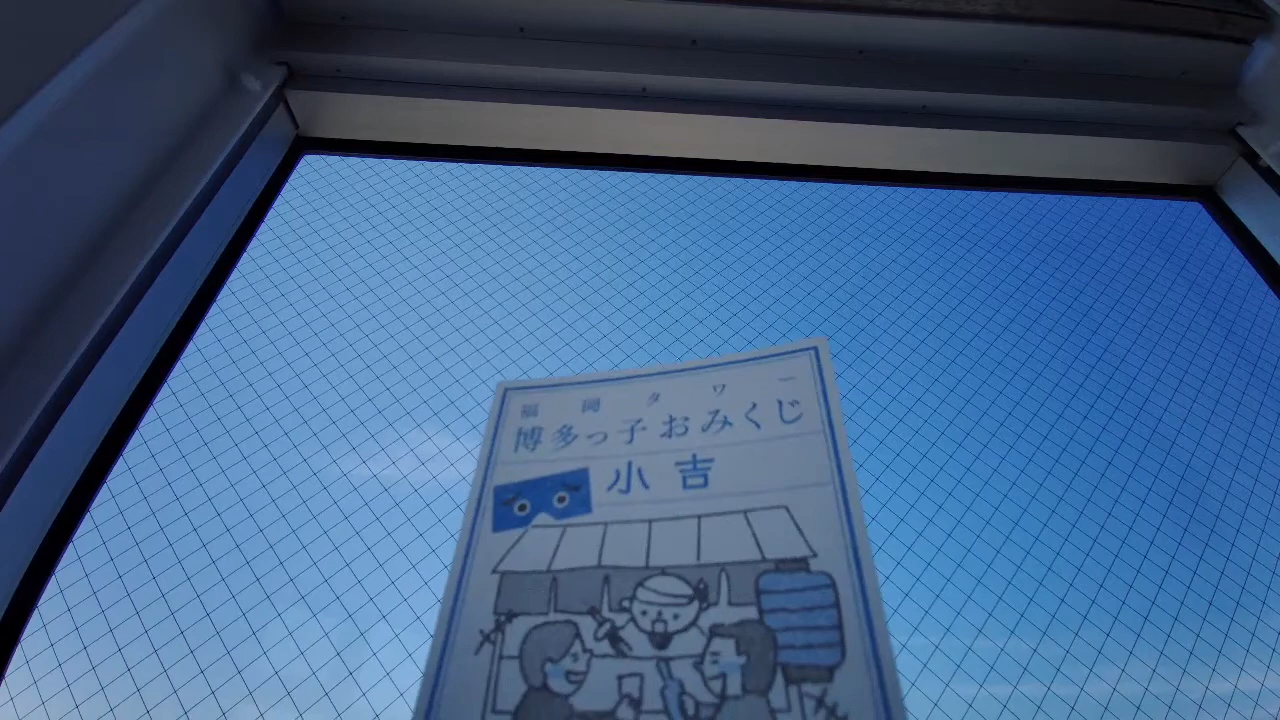 福岡タワー
博多っ子おみくじ
小吉